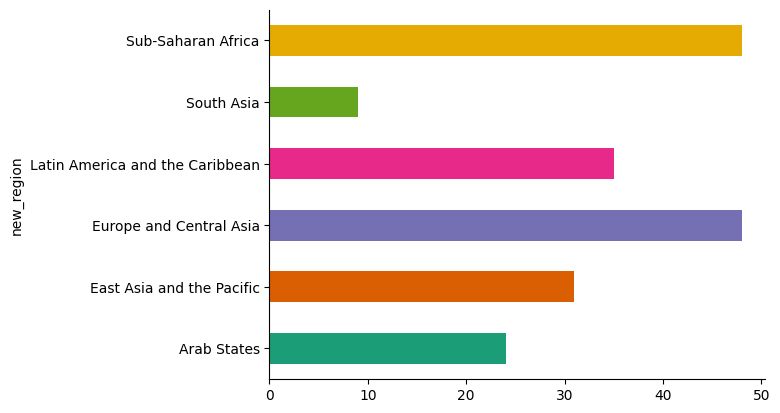 new_region
Sub-Saharan Africa
South Asia
Latin America and the Caribbean
Europe and Central Asia
East Asia and the Pacific
Arab States
0 10 20 30 40 50